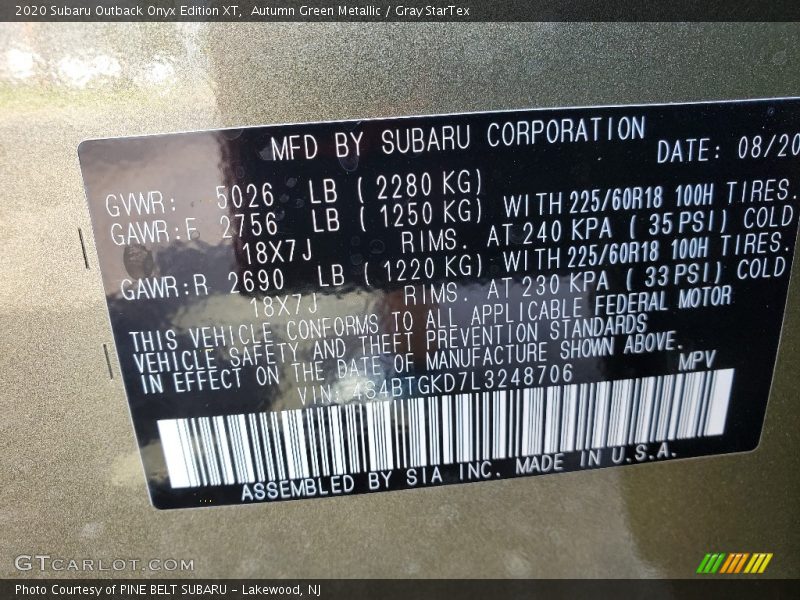 2020 Subaru Outback Onyx Edition XT, Autumn Green Metallic / Gray StarTex
MFD BY SUBARU CORPORATION
DATE: 08/20
GVWR: 5026 LB ( 2280 KG)
GAWR:F 2756 LB ( 1250 KG) WITH 225/60R18 100H TIRES.
18X7J RIMS. AT 240 KPA ( 35 PSI) COLD
GAWR:R 2690 LB ( 1220 KG) WITH 225/60R18 100H TIRES.
18X7J RIMS. AT 230 KPA ( 33 PSI) COLD
THIS VEHICLE CONFORMS TO ALL APPLICABLE FEDERAL MOTOR
VEHICLE SAFETY AND THEFT PREVENTION STANDARDS
IN EFFECT ON THE DATE OF MANUFACTURE SHOWN ABOVE.
VIN: 4S4BTGKD7L3248706 MPV
ASSEMBLED BY SIA INC. MADE IN U.S.A.
GTCARLOT.COM
Photo Courtesy of PINE BELT SUBARU - Lakewood, NJ